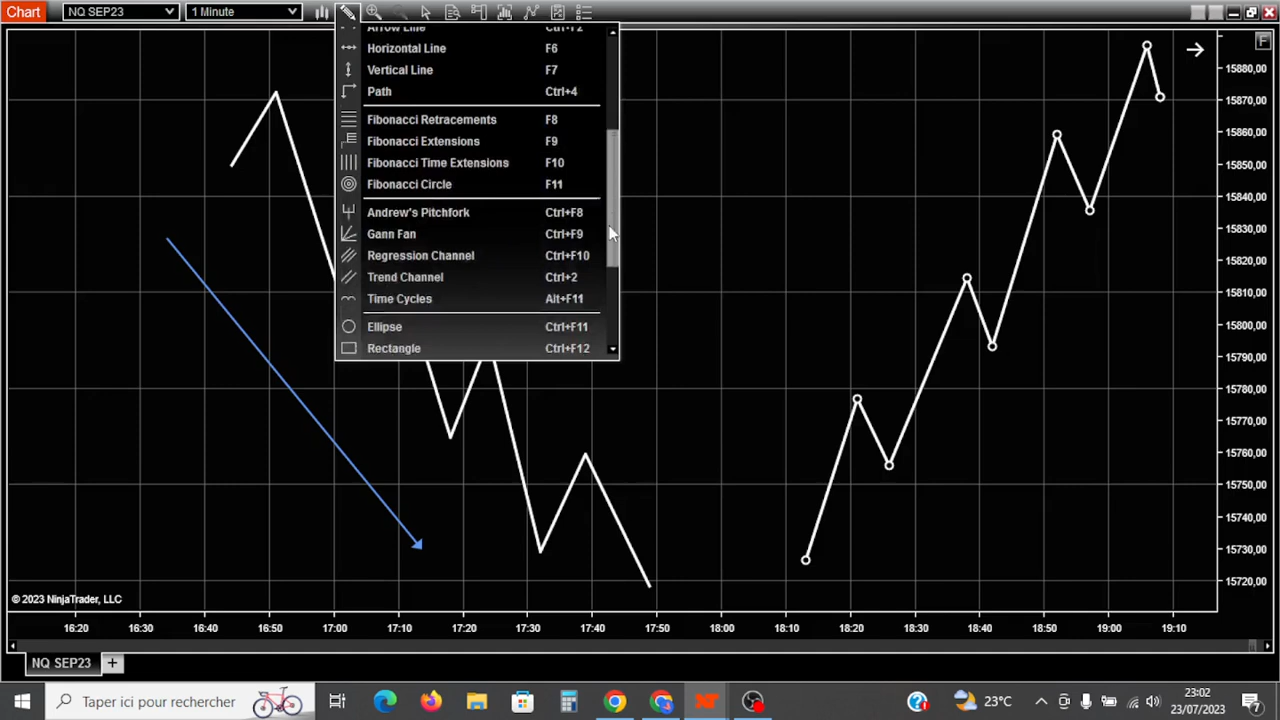 Chart NQ SEP23 1 Minute
Arrow Line Ctrl+F2
Horizontal Line F6
Vertical Line F7
Path Ctrl+4
Fibonacci Retracements F8
Fibonacci Extensions F9
Fibonacci Time Extensions F10
Fibonacci Circle F11
Andrew's Pitchfork Ctrl+F8
Gann Fan Ctrl+F9
Regression Channel Ctrl+F10
Trend Channel Ctrl+2
Time Cycles Alt+F11
Ellipse Ctrl+F11
Rectangle Ctrl+F12
F
15880,00
15870,00
15860,00
15850,00
15840,00
15830,00
15820,00
15810,00
15800,00
15790,00
15780,00
15770,00
15760,00
15750,00
15740,00
15730,00
15720,00
© 2023 NinjaTrader, LLC
16:20 16:30 16:40 16:50 17:00 17:10 17:20 17:30 17:40 17:50 18:00 18:10 18:20 18:30 18:40 18:50 19:00 19:10
NQ SEP23 +
Taper ici pour rechercher
23°C
23:02
23/07/2023
7